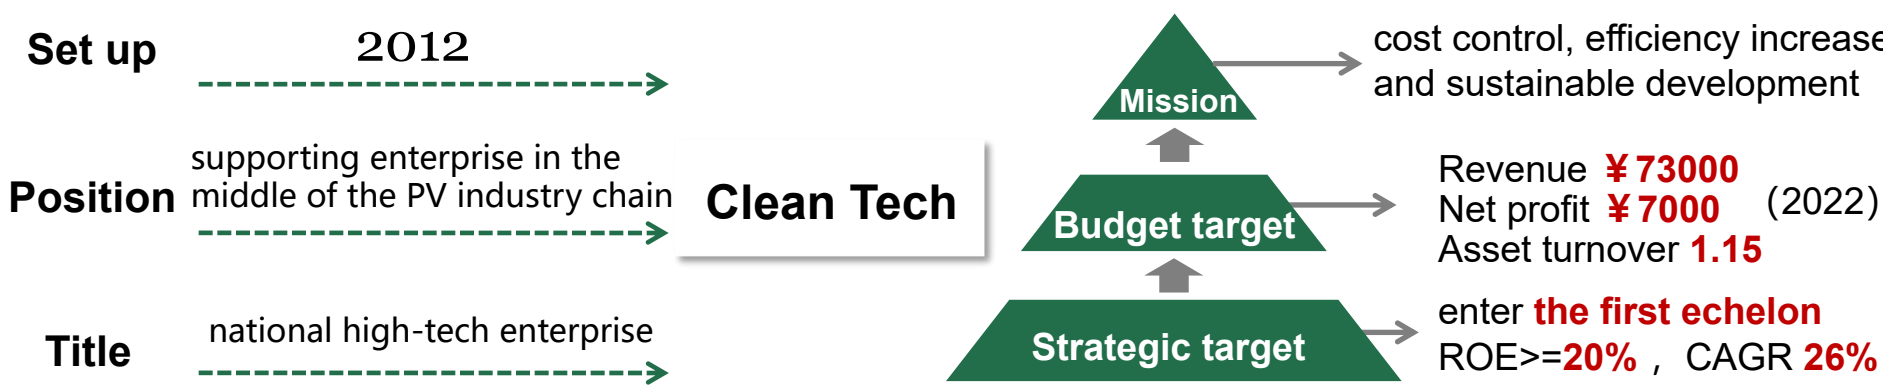 Set up
2012
Position
supporting enterprise in the
middle of the PV industry chain
Title
national high-tech enterprise
Clean Tech
Mission
cost control, efficiency increase
and sustainable development
Budget target
Revenue ¥73000
Net profit ¥7000 (2022)
Asset turnover 1.15
Strategic target
enter the first echelon
ROE>=20% , CAGR 26%